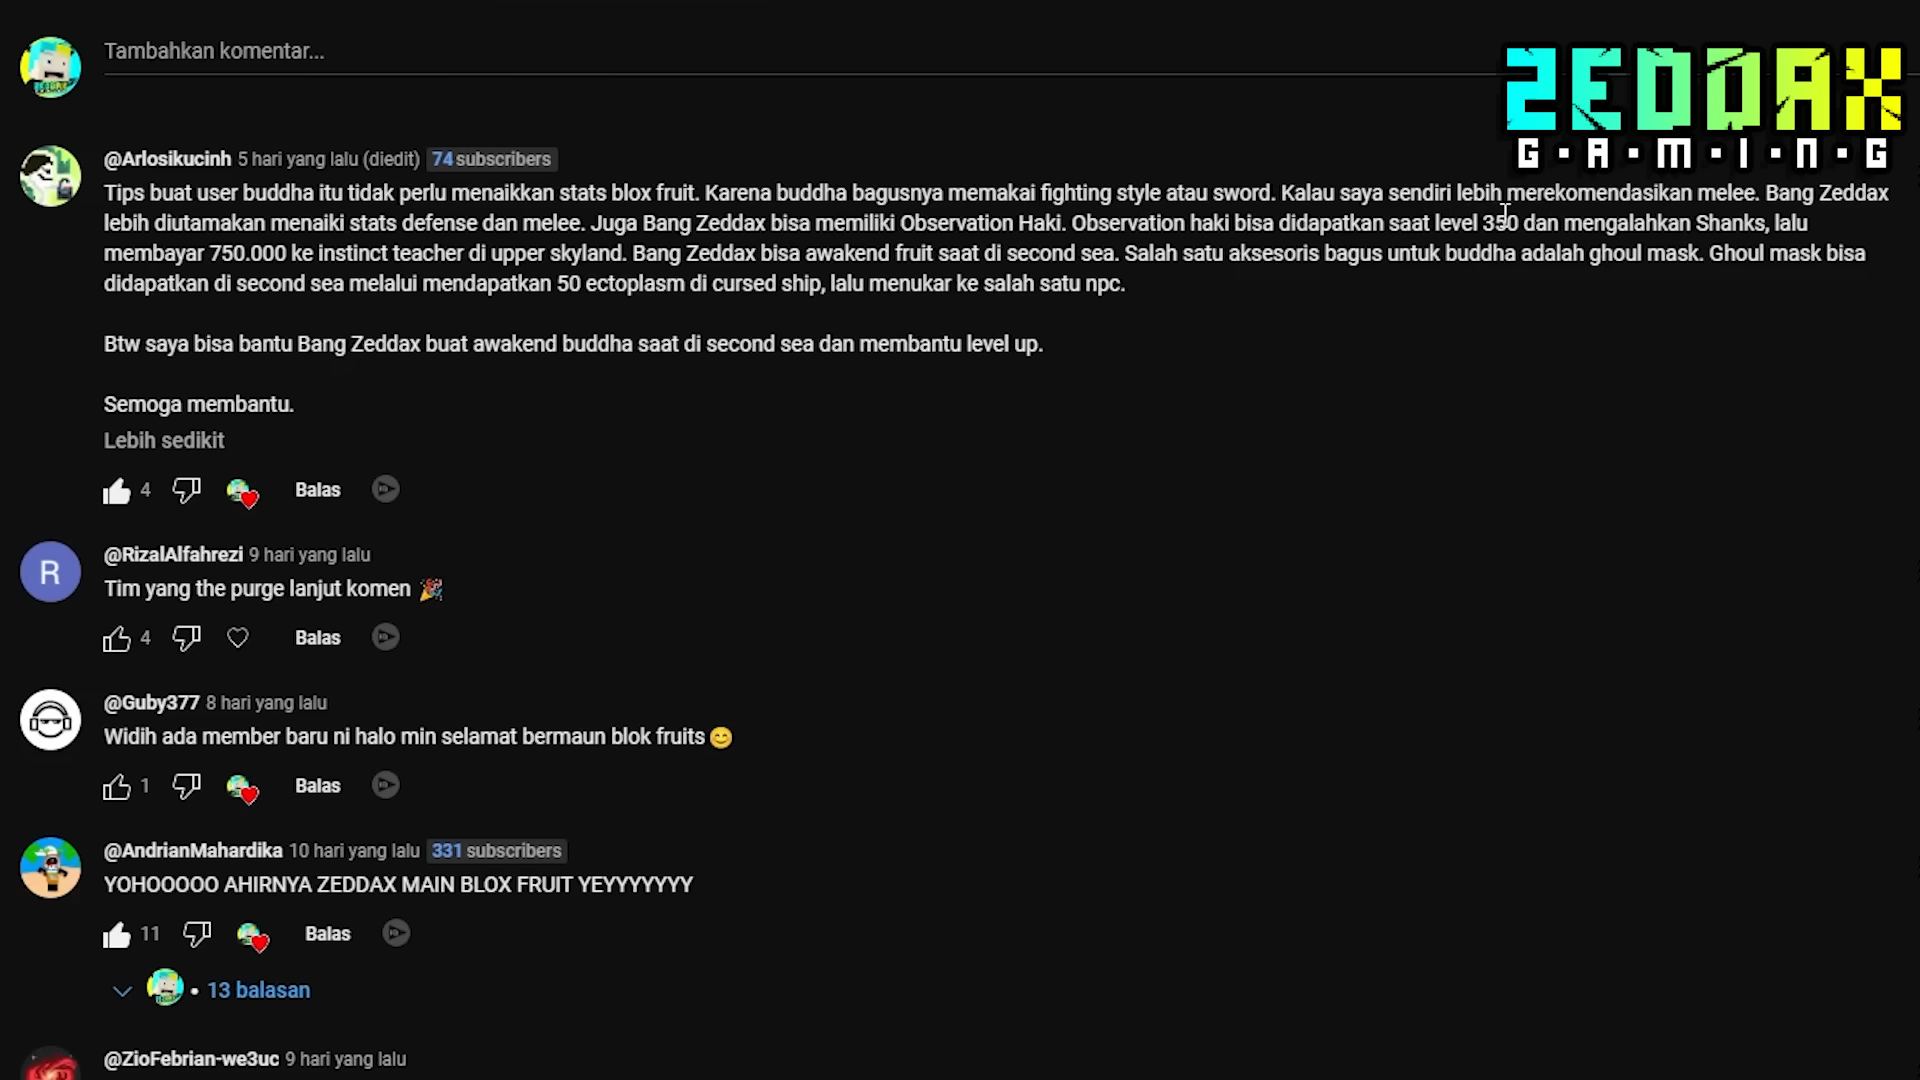 Tambahkan komentar...
ZEDDAX
G·A·M·I·N·G
@Arlosikucinh 5 hari yang lalu (diedit) 74 subscribers
Tips buat user buddha itu tidak perlu menaikkan stats blox fruit. Karena buddha bagusnya memakai fighting style atau sword. Kalau saya sendiri lebih merekomendasikan melee. Bang Zeddax
lebih diutamakan menaiki stats defense dan melee. Juga Bang Zeddax bisa memiliki Observation Haki. Observation haki bisa didapatkan saat level 350 dan mengalahkan Shanks, lalu
membayar 750.000 ke instinct teacher di upper skyland. Bang Zeddax bisa awakend fruit saat di second sea. Salah satu aksesoris bagus untuk buddha adalah ghoul mask. Ghoul mask bisa
didapatkan di second sea melalui mendapatkan 50 ectoplasm di cursed ship, lalu menukar ke salah satu npc.
Btw saya bisa bantu Bang Zeddax buat awakend buddha saat di second sea dan membantu level up.
Semoga membantu.
Lebih sedikit
4 Balas
@RizalAlfahrezi 9 hari yang lalu
R
Tim yang the purge lanjut komen 🎉
4 Balas
@Guby377 8 hari yang lalu
Widih ada member baru ni halo min selamat bermaun blok fruits 😊
1 Balas
@AndrianMahardika 10 hari yang lalu 331 subscribers
YOHOOOOO AHIRNYA ZEDDAX MAIN BLOX FRUIT YEYYYYYYY
11 Balas
• 13 balasan
@ZioFebrian-we3uc 9 hari yang lalu